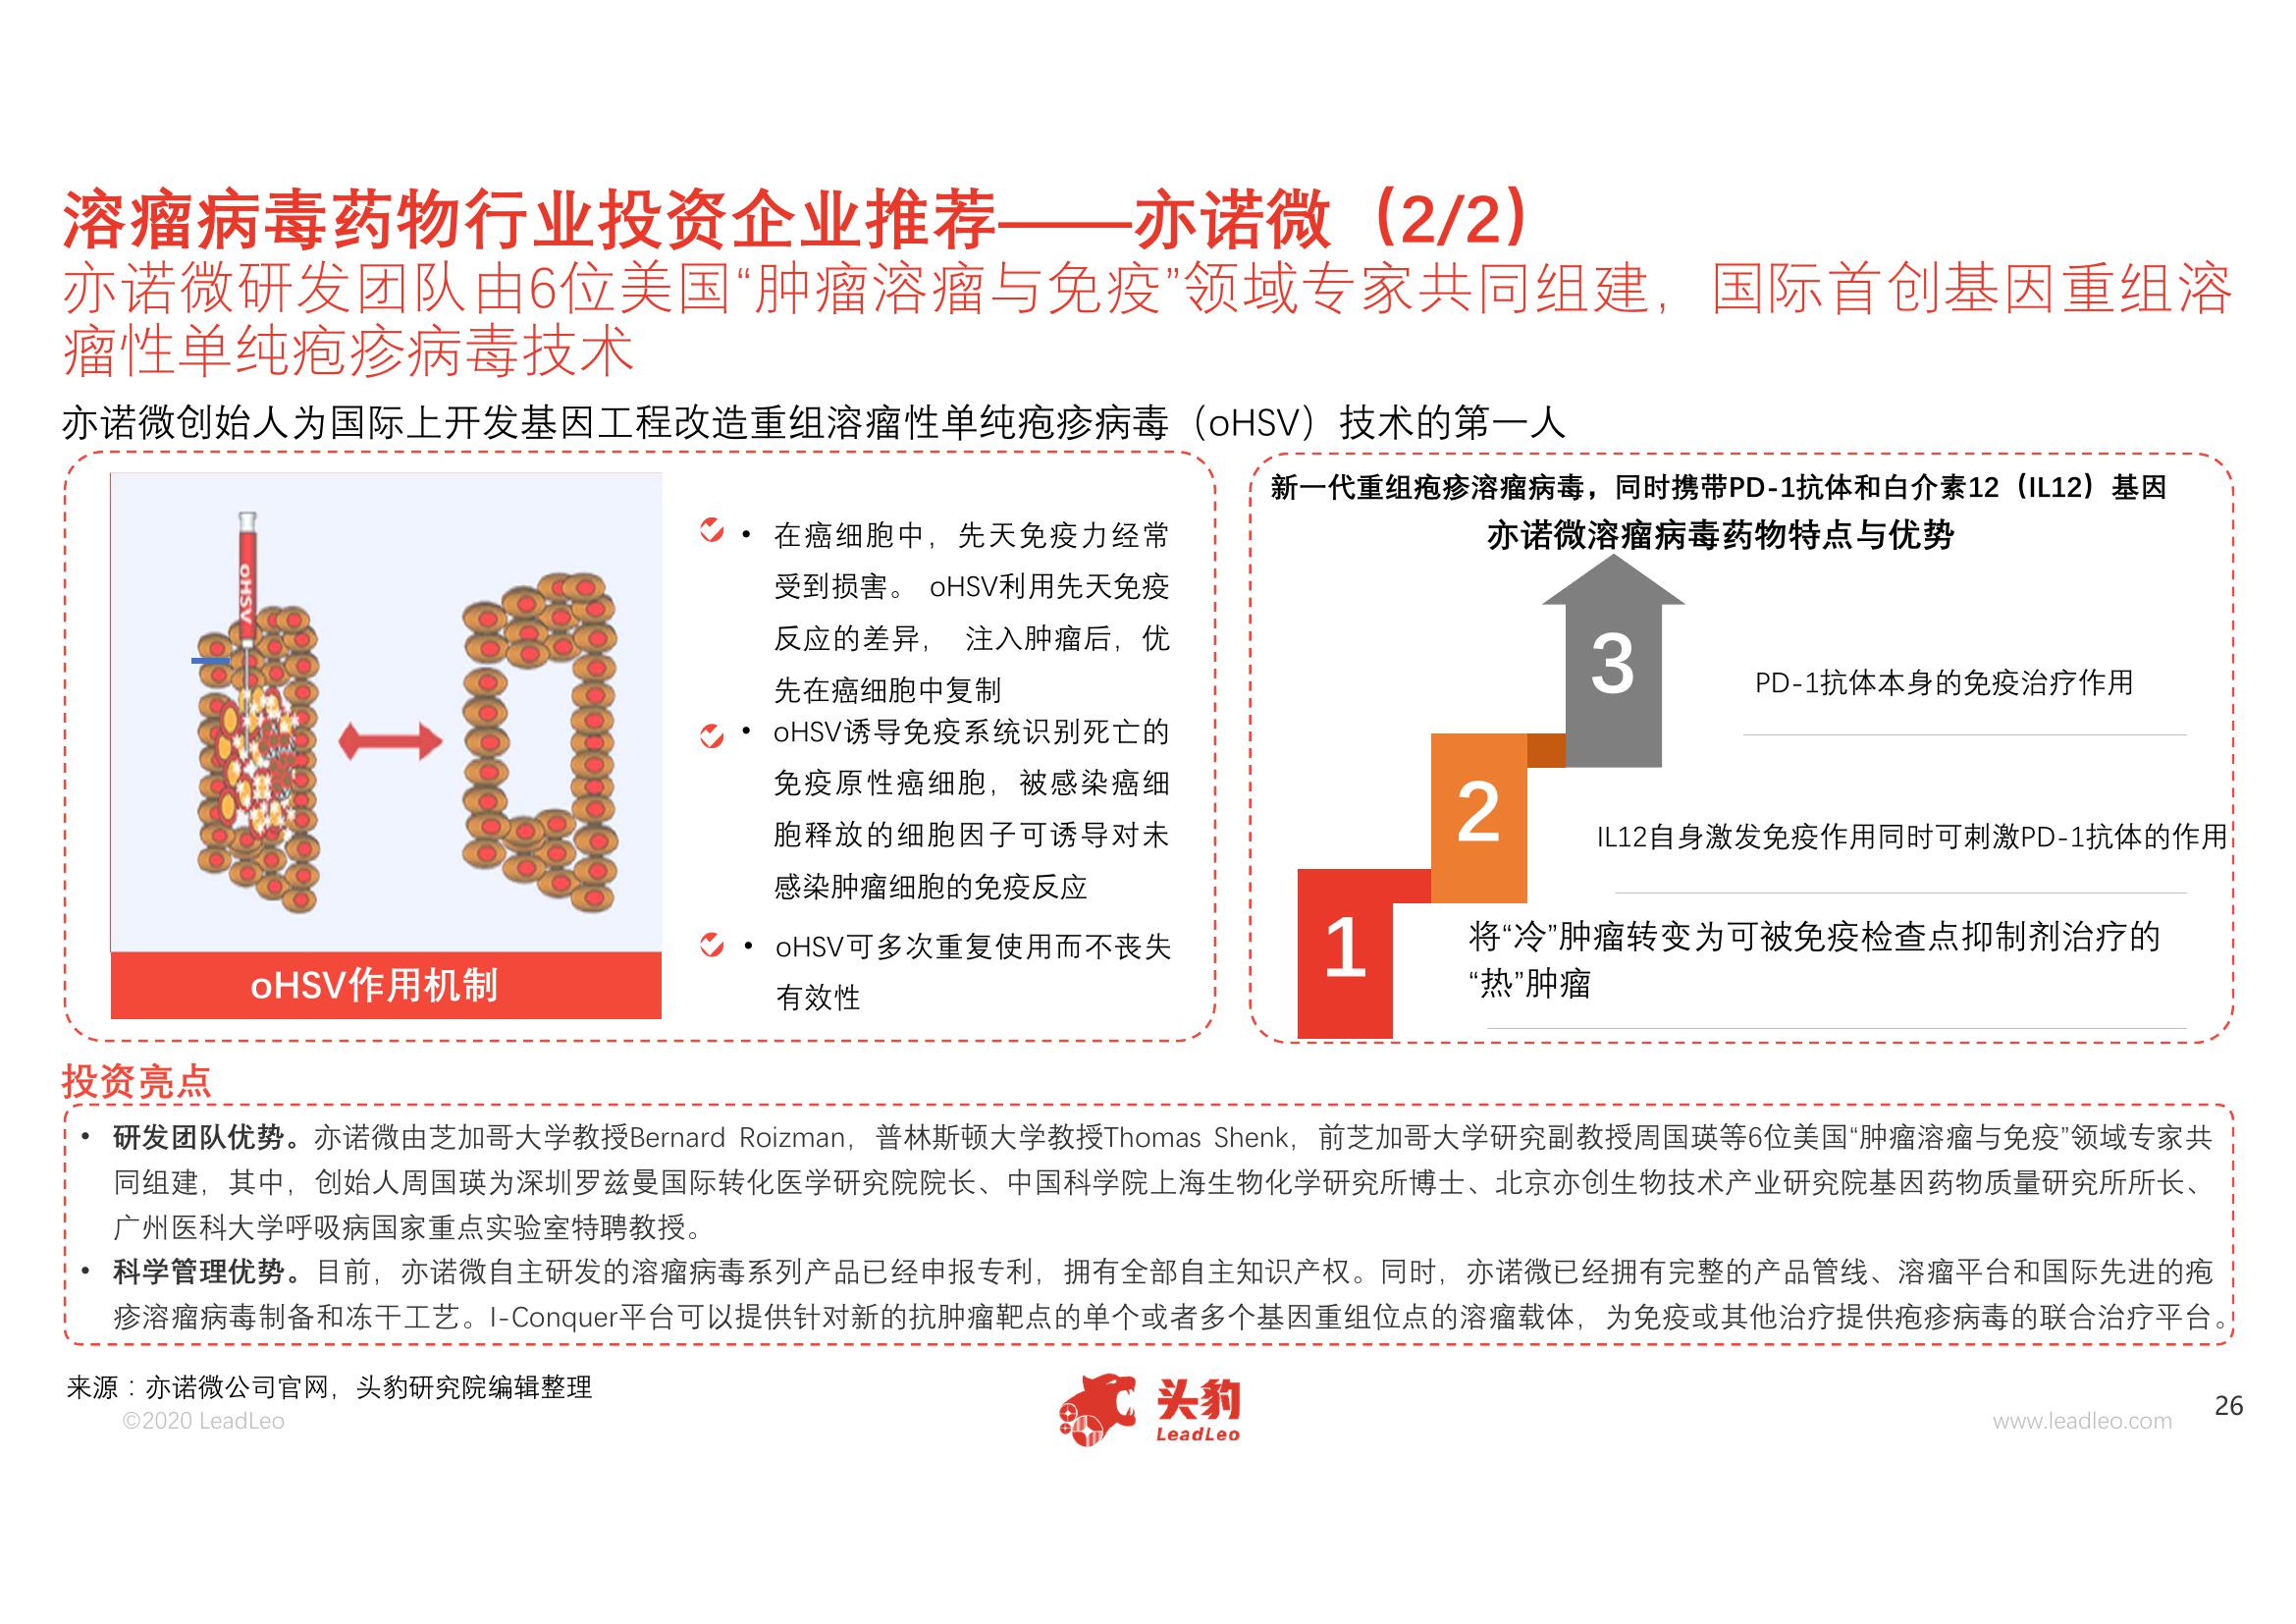 溶瘤病毒药物行业投资企业推荐——亦诺微（2/2）
亦诺微研发团队由6位美国“肿瘤溶瘤与免疫”领域专家共同组建，国际首创基因重组溶
瘤性单纯疱疹病毒技术
亦诺微创始人为国际上开发基因工程改造重组溶瘤性单纯疱疹病毒（oHSV）技术的第一人
oHSV
oHSV作用机制
• 在癌细胞中，先天免疫力经常
受到损害。 oHSV利用先天免疫
反应的差异， 注入肿瘤后，优
先在癌细胞中复制
• oHSV诱导免疫系统识别死亡的
免疫原性癌细胞，被感染癌细
胞释放的细胞因子可诱导对未
感染肿瘤细胞的免疫反应
• oHSV可多次重复使用而不丧失
有效性
新一代重组疱疹溶瘤病毒，同时携带PD-1抗体和白介素12（IL12）基因
亦诺微溶瘤病毒药物特点与优势
3
PD-1抗体本身的免疫治疗作用
2
IL12自身激发免疫作用同时可刺激PD-1抗体的作用
1
将“冷”肿瘤转变为可被免疫检查点抑制剂治疗的
“热”肿瘤
投资亮点
• 研发团队优势。亦诺微由芝加哥大学教授Bernard Roizman，普林斯顿大学教授Thomas Shenk，前芝加哥大学研究副教授周国瑛等6位美国“肿瘤溶瘤与免疫”领域专家共
同组建，其中，创始人周国瑛为深圳罗兹曼国际转化医学研究院院长、中国科学院上海生物化学研究所博士、北京亦创生物技术产业研究院基因药物质量研究所所长、
广州医科大学呼吸病国家重点实验室特聘教授。
• 科学管理优势。目前，亦诺微自主研发的溶瘤病毒系列产品已经申报专利，拥有全部自主知识产权。同时，亦诺微已经拥有完整的产品管线、溶瘤平台和国际先进的疱
疹溶瘤病毒制备和冻干工艺。I-Conquer平台可以提供针对新的抗肿瘤靶点的单个或者多个基因重组位点的溶瘤载体，为免疫或其他治疗提供疱疹病毒的联合治疗平台。
来源：亦诺微公司官网，头豹研究院编辑整理
©2020 LeadLeo
头豹
LeadLeo
www.leadleo.com
26